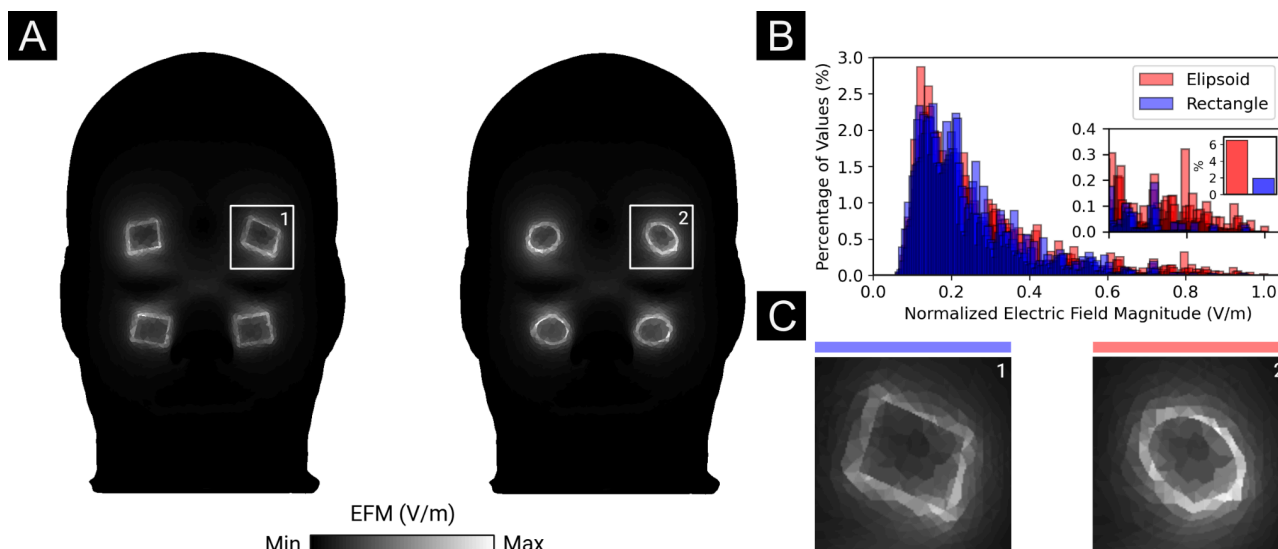 A
1
2
EFM (V/m)
Min Max
B
3.0
2.5
2.0
1.5
1.0
0.5
0.0
Percentage of Values (%)
0.0 0.2 0.4 0.6 0.8 1.0
Normalized Electric Field Magnitude (V/m)
Elipsoid
Rectangle
0.4
0.3
0.2
0.1
0.0
%
6
4
2
0
C
1
2